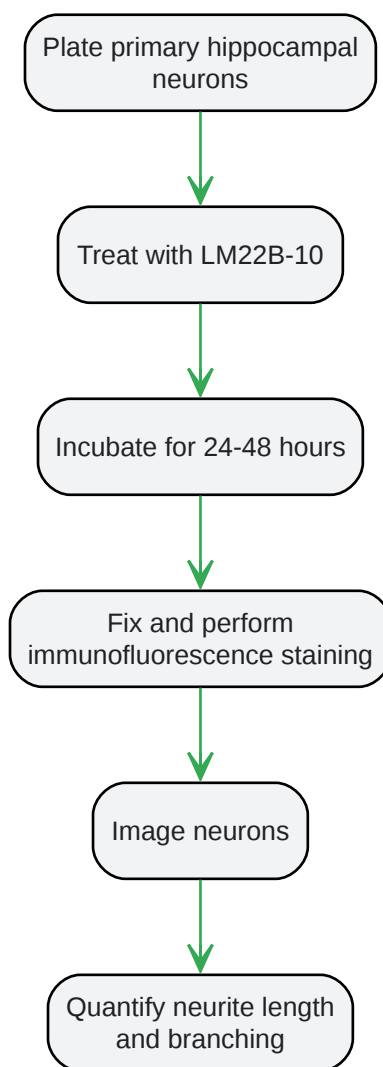 Plate primary hippocampal
neurons
Treat with LM22B-10
Incubate for 24-48 hours
Fix and perform
immunofluorescence staining
Image neurons
Quantify neurite length
and branching